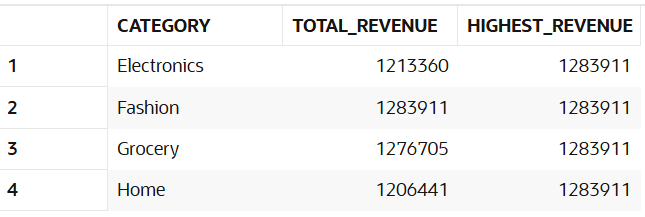 CATEGORY TOTAL_REVENUE HIGHEST_REVENUE
1 Electronics 1213360 1283911
2 Fashion 1283911 1283911
3 Grocery 1276705 1283911
4 Home 1206441 1283911